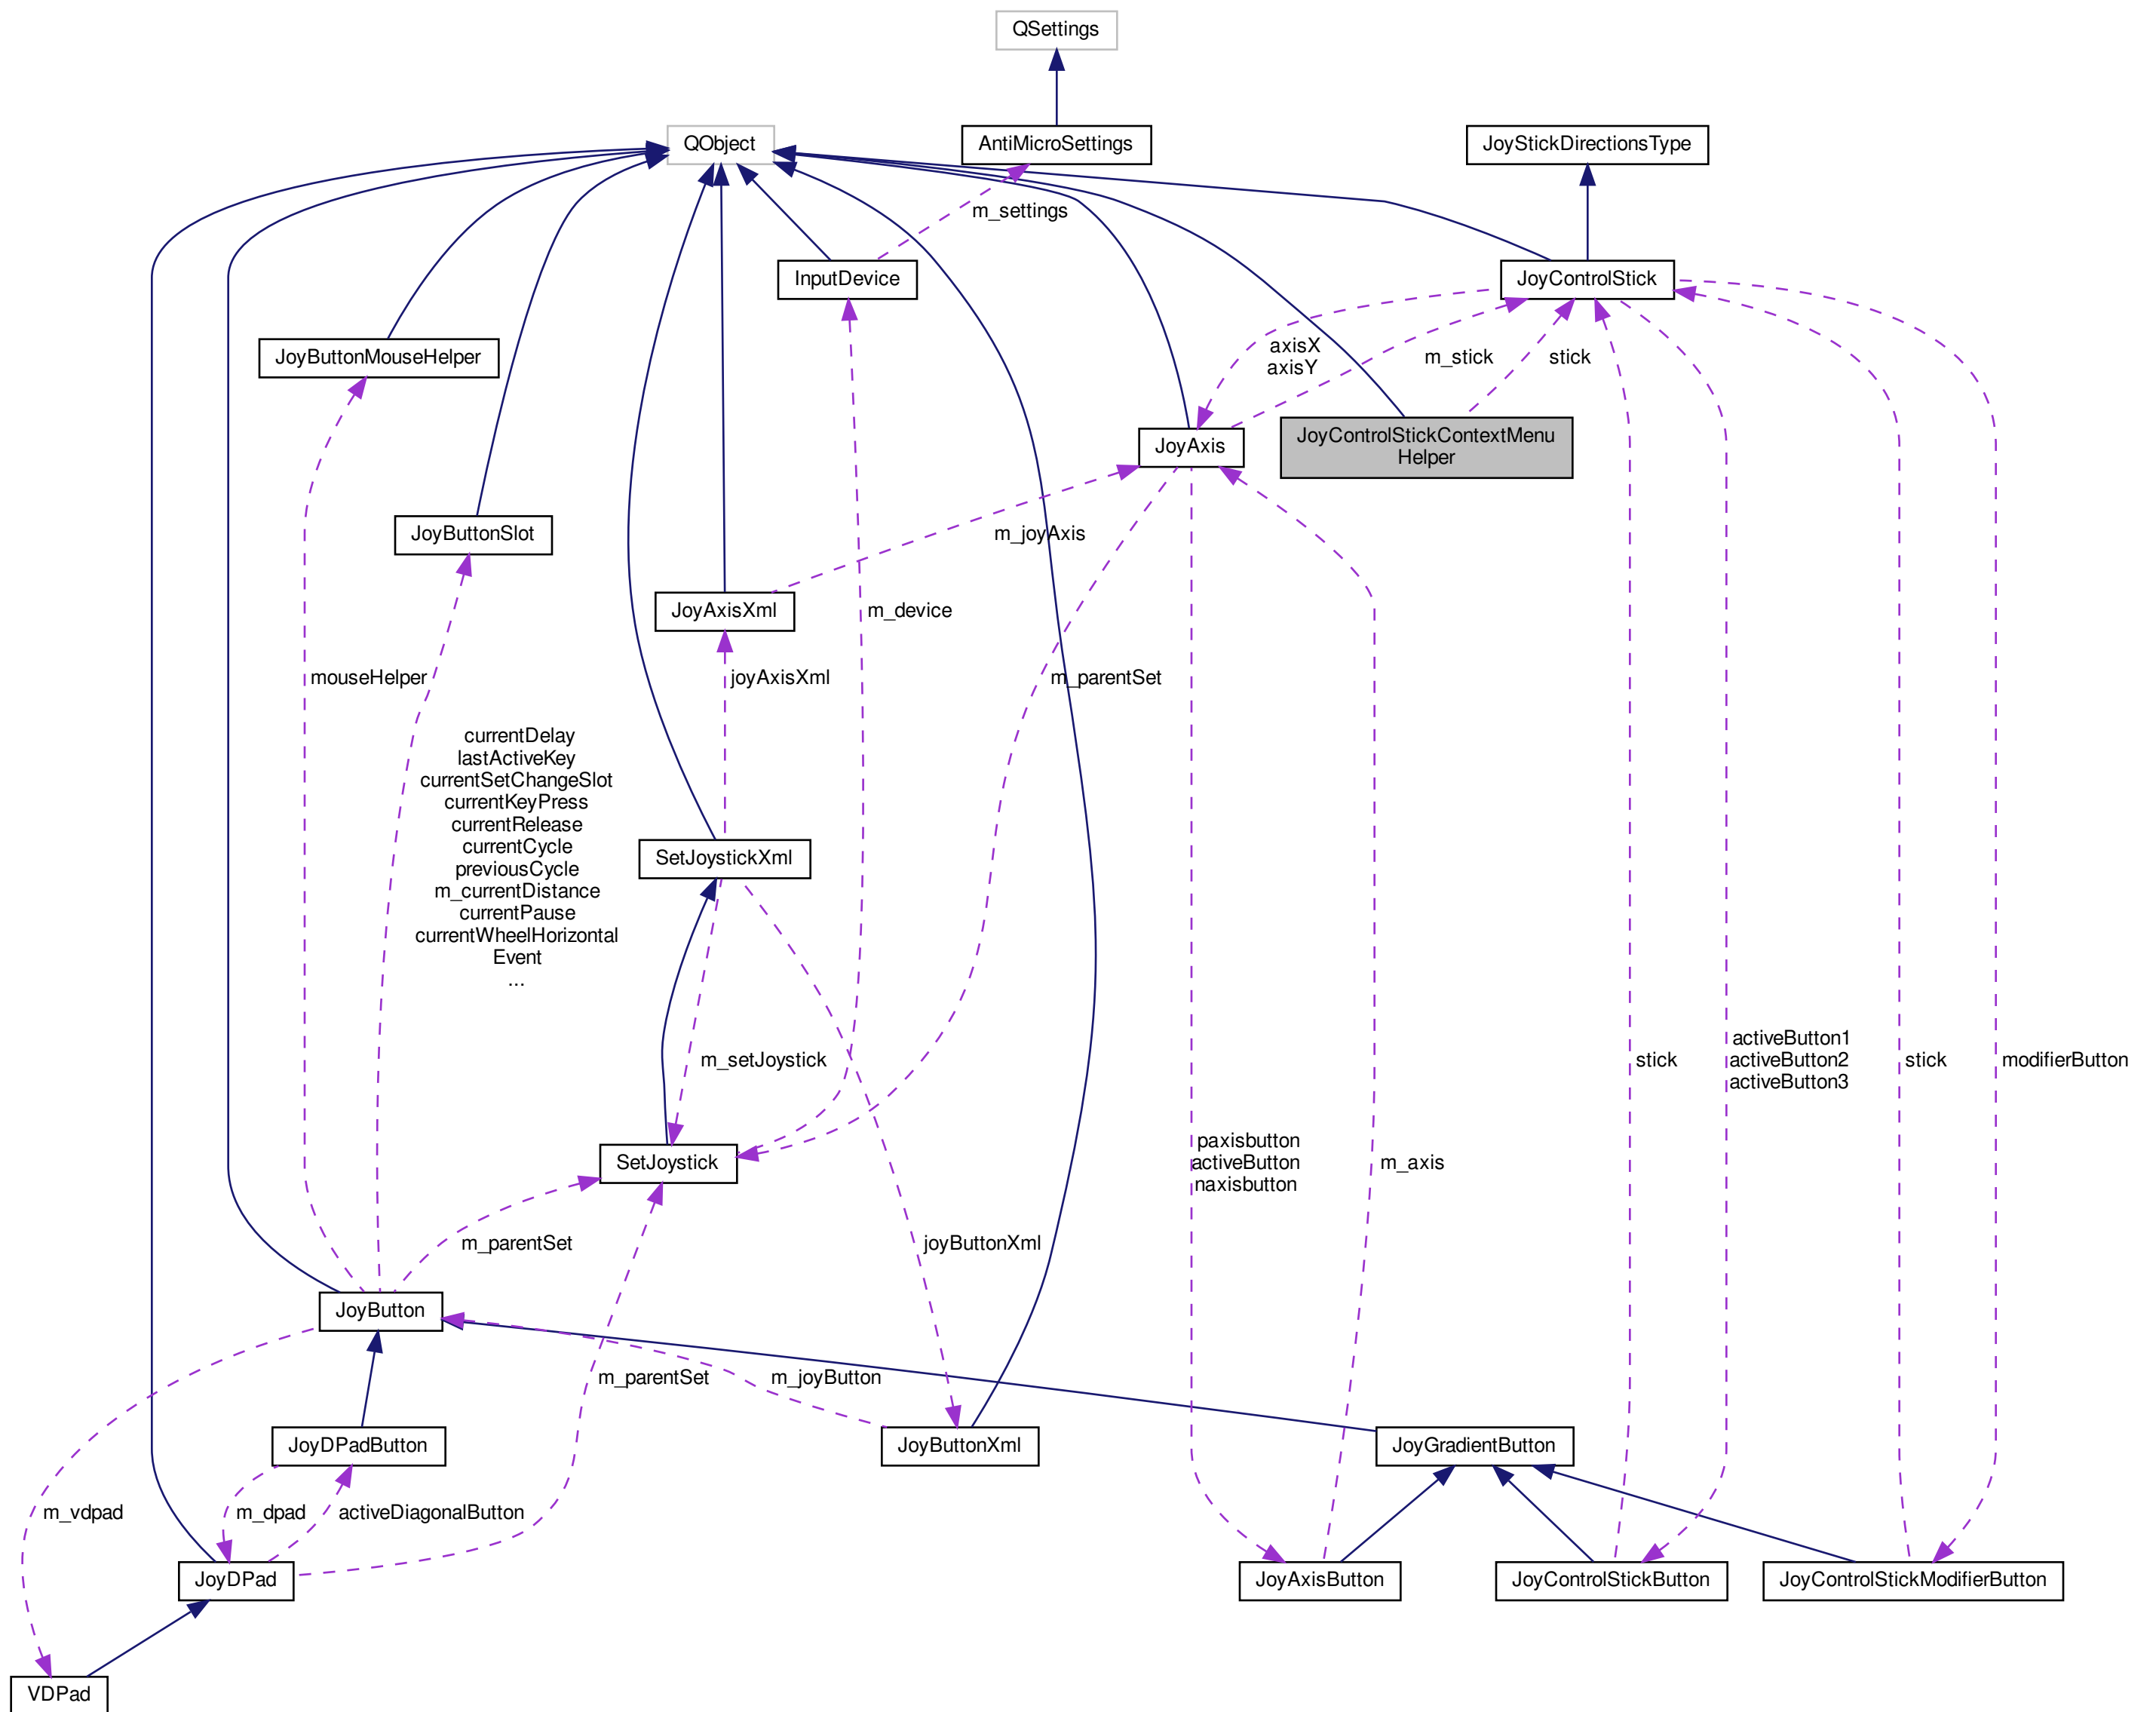 QSettings
QObject
AntiMicroSettings
JoyStickDirectionsType
m_settings
InputDevice
JoyControlStick
JoyButtonMouseHelper
axisX
axisY
m_stick
stick
JoyAxis
JoyControlStickContextMenu
Helper
JoyButtonSlot
m_joyAxis
JoyAxisXml
m_device
mouseHelper
joyAxisXml
m_parentSet
currentDelay
lastActiveKey
currentSetChangeSlot
currentKeyPress
currentRelease
currentCycle
previousCycle
m_currentDistance
currentPause
currentWheelHorizontal
Event
...
SetJoystickXml
m_setJoystick
stick
activeButton1
activeButton2
activeButton3
stick
modifierButton
SetJoystick
paxisbutton
activeButton
naxisbutton
m_axis
m_parentSet
joyButtonXml
JoyButton
m_parentSet
m_joyButton
JoyDPadButton
JoyButtonXml
JoyGradientButton
m_vdpad
m_dpad
activeDiagonalButton
JoyDPad
JoyAxisButton
JoyControlStickButton
JoyControlStickModifierButton
VDPad